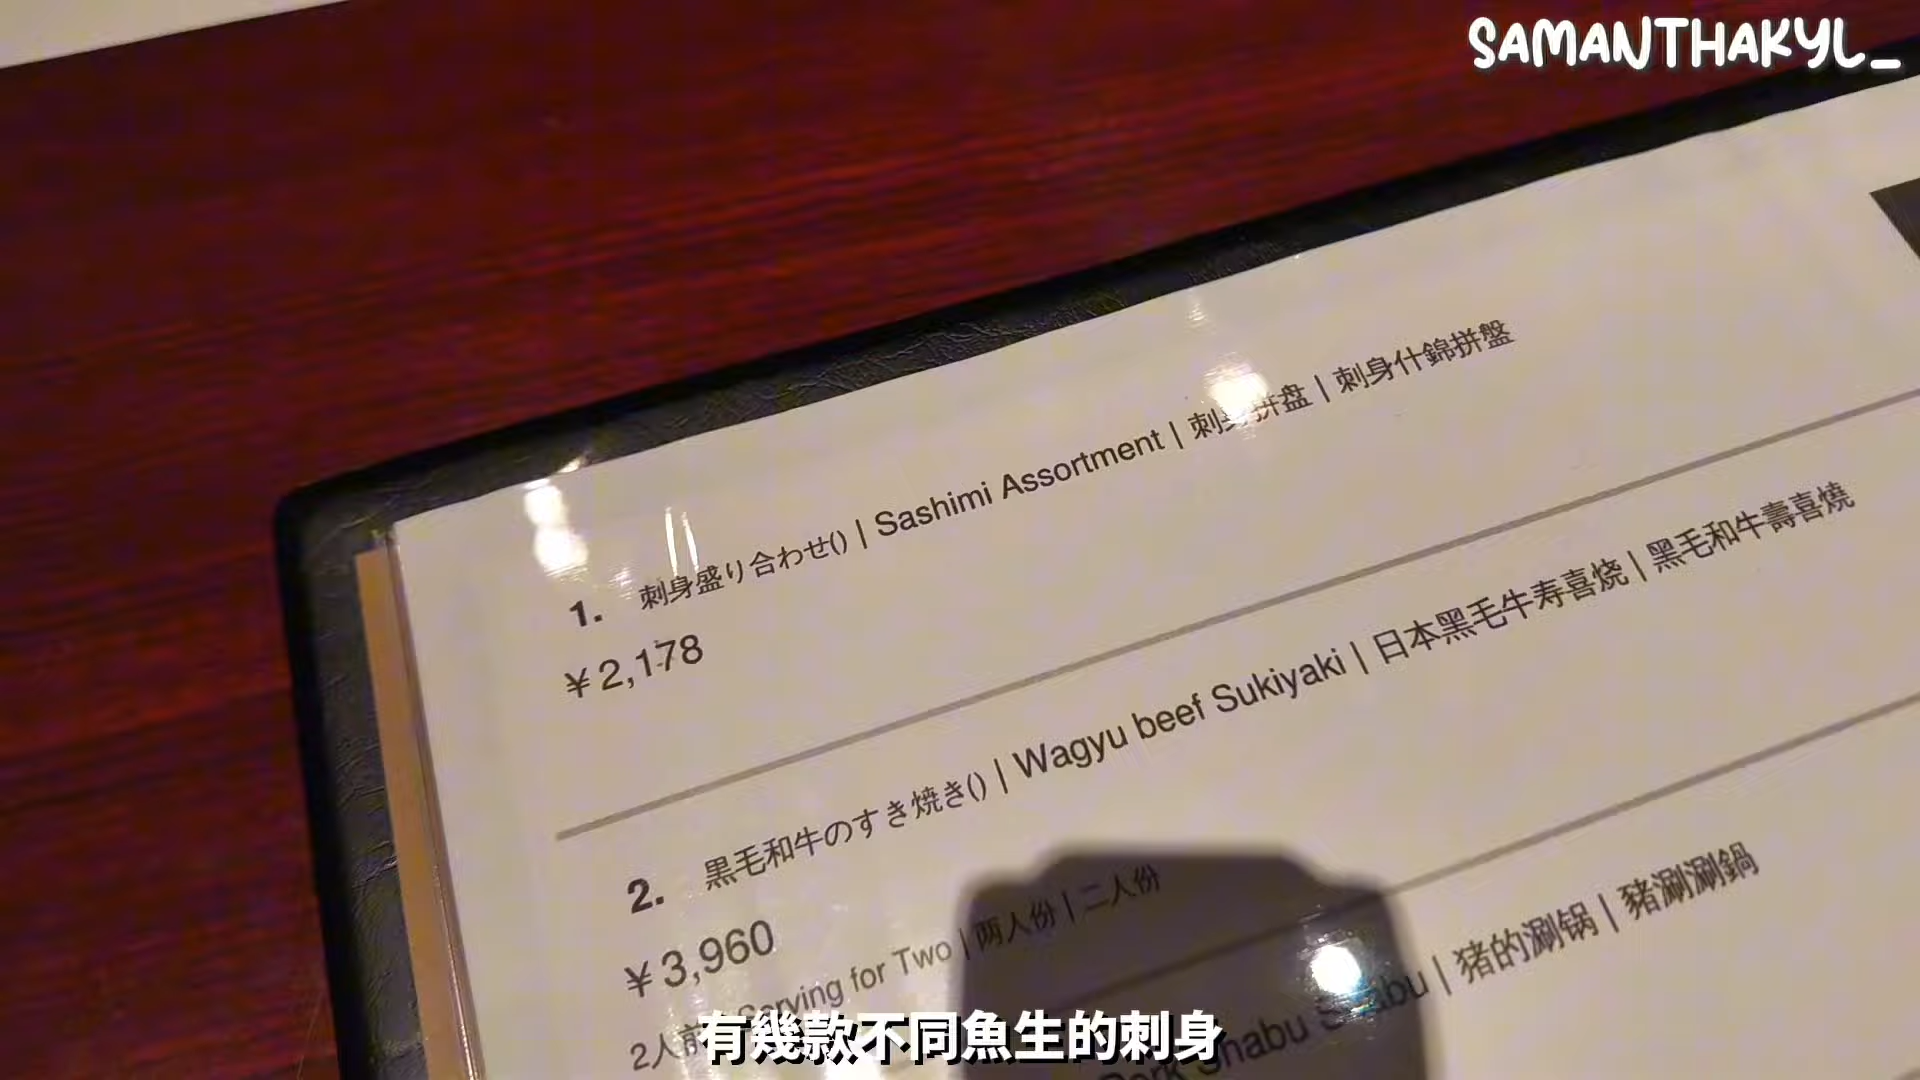 SAMANTHAKYL_
1. 刺身盛り合わせ() | Sashimi Assortment | 刺身拼盘 | 刺身什錦拼盤
¥2,178
2. 黒毛和牛のすき焼き() | Wagyu beef Sukiyaki | 日本黑毛牛寿喜烧 | 黑毛和牛壽喜燒
¥3,960
2人前 Serving for Two | 两人份 | 二人份
Pork Shabu Shabu | 猪的涮锅 | 豬涮涮鍋
有幾款不同魚生的刺身